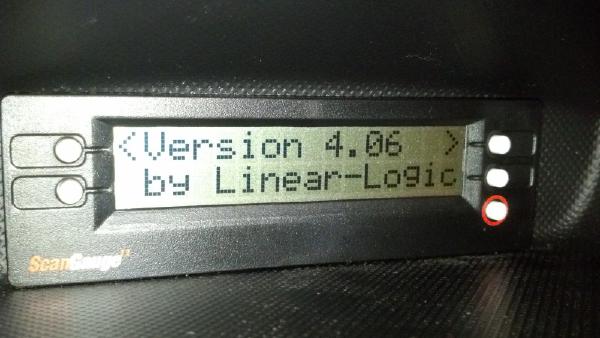 <Version 4.06 >
by Linear-Logic
ScanGauge II